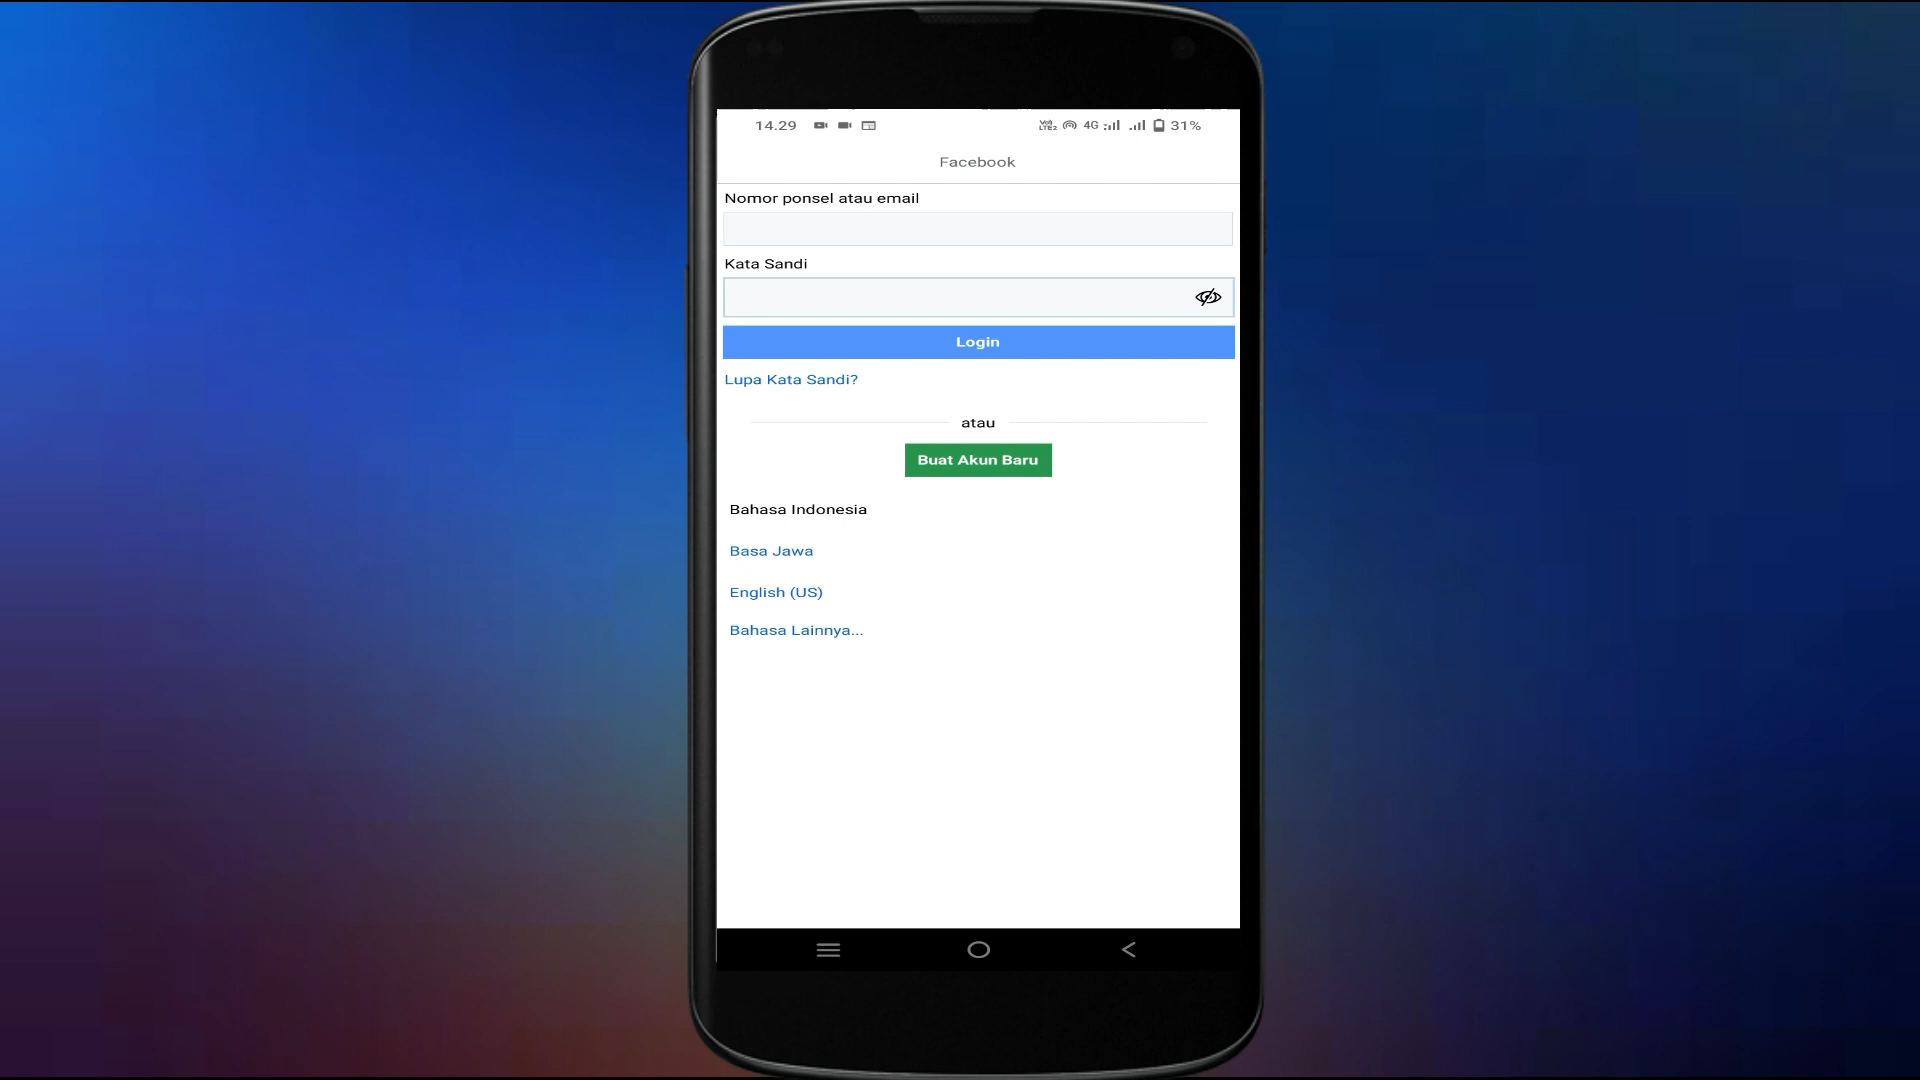 14.29 4G 31%
Facebook
Nomor ponsel atau email
Kata Sandi
Login
Lupa Kata Sandi?
atau
Buat Akun Baru
Bahasa Indonesia
Basa Jawa
English (US)
Bahasa Lainnya...